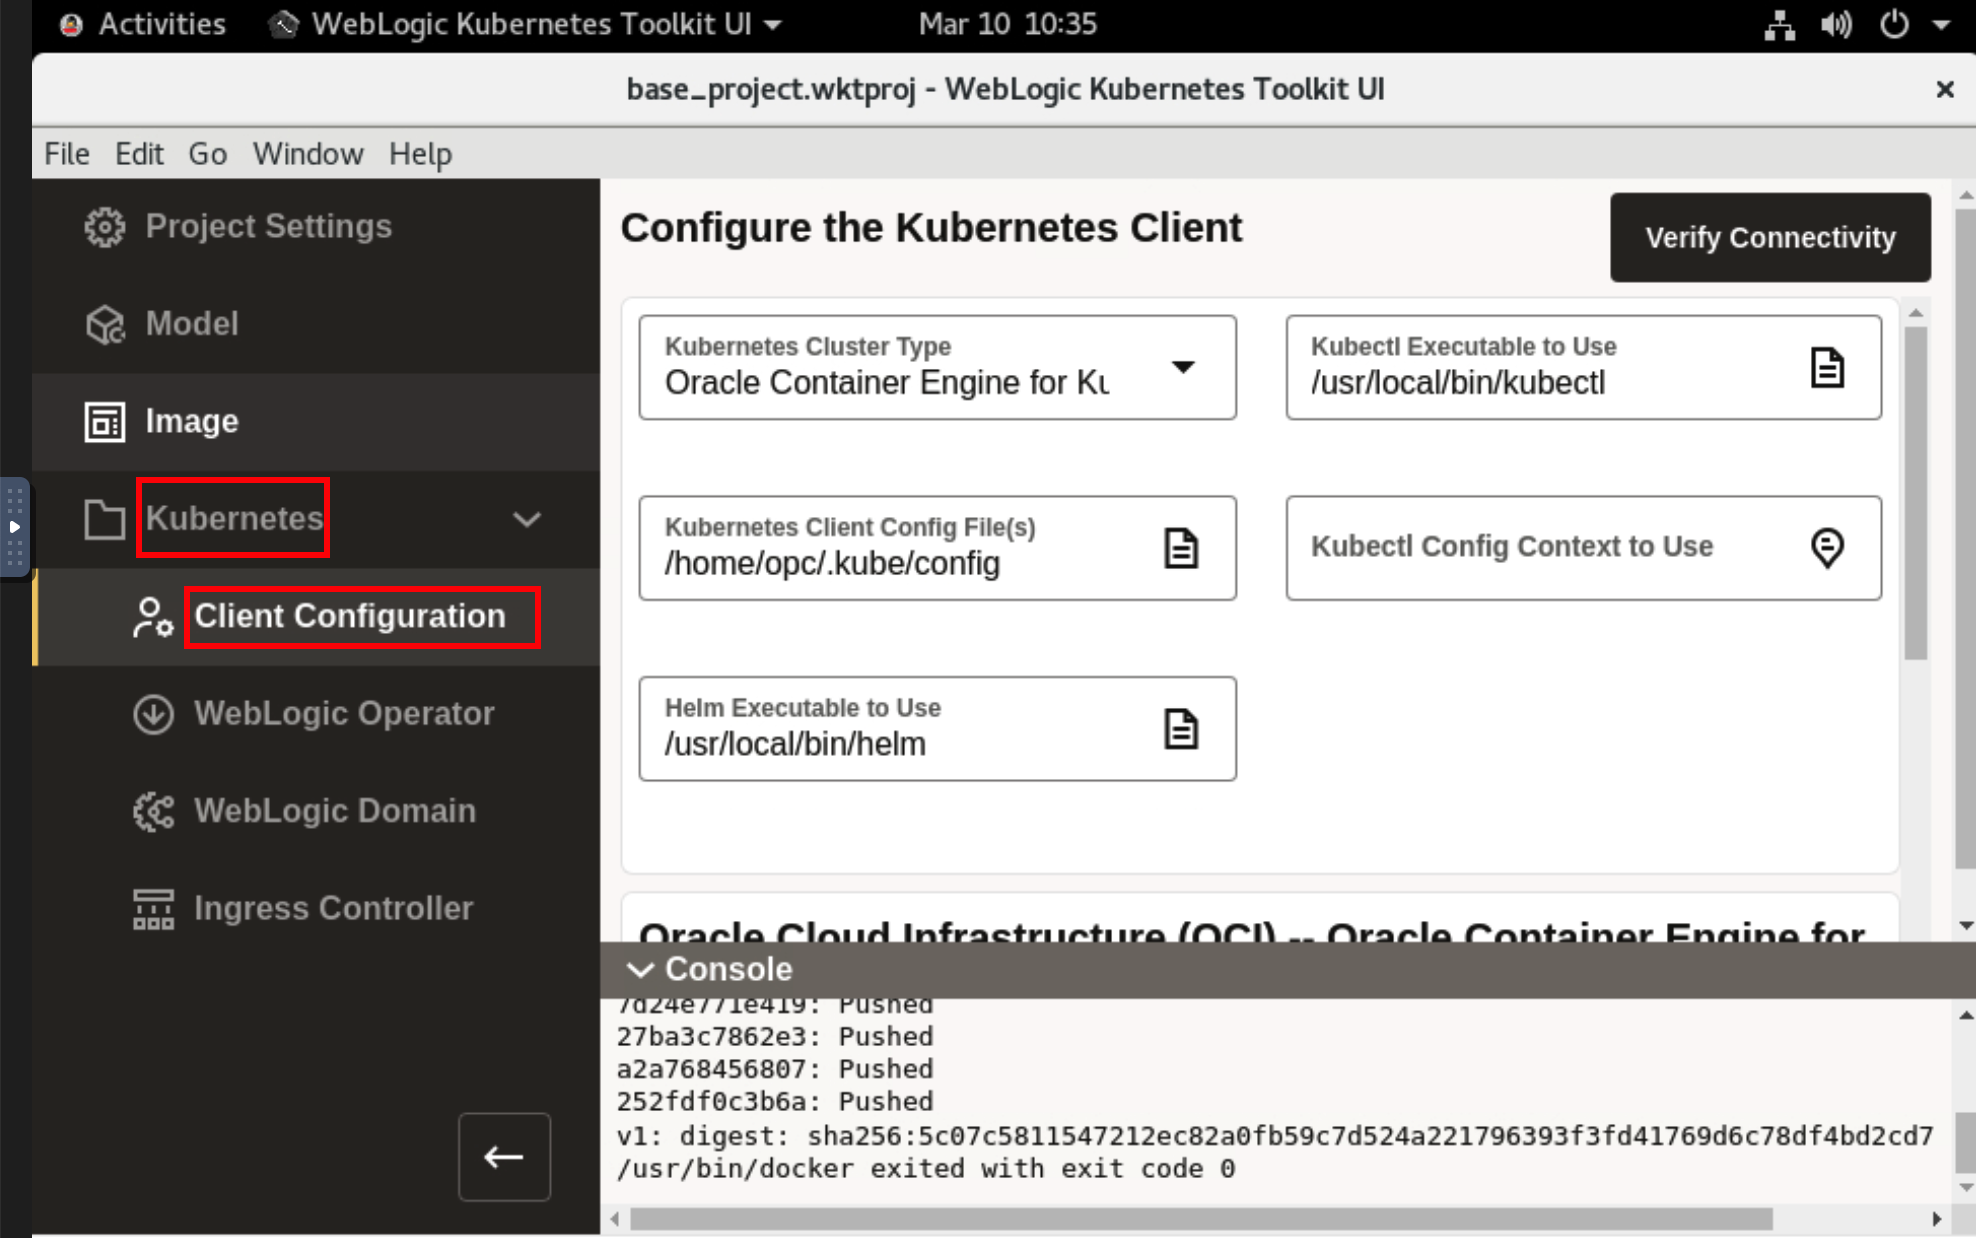 Activities WebLogic Kubernetes Toolkit UI Mar 10 10:35
base_project.wktproj - WebLogic Kubernetes Toolkit UI
File Edit Go Window Help
Project Settings
Model
Image
Kubernetes
Client Configuration
WebLogic Operator
WebLogic Domain
Ingress Controller
Configure the Kubernetes Client
Verify Connectivity
Kubernetes Cluster Type
Oracle Container Engine for Ku
Kubectl Executable to Use
/usr/local/bin/kubectl
Kubernetes Client Config File(s)
/home/opc/.kube/config
Kubectl Config Context to Use
Helm Executable to Use
/usr/local/bin/helm
Oracle Cloud Infrastructure (OCI) -- Oracle Container Engine for
Console
7d24e771e419: Pushed
27ba3c7862e3: Pushed
a2a768456807: Pushed
252fdf0c3b6a: Pushed
v1: digest: sha256:5c07c5811547212ec82a0fb59c7d524a221796393f3fd41769d6c78df4bd2cd7
/usr/bin/docker exited with exit code 0